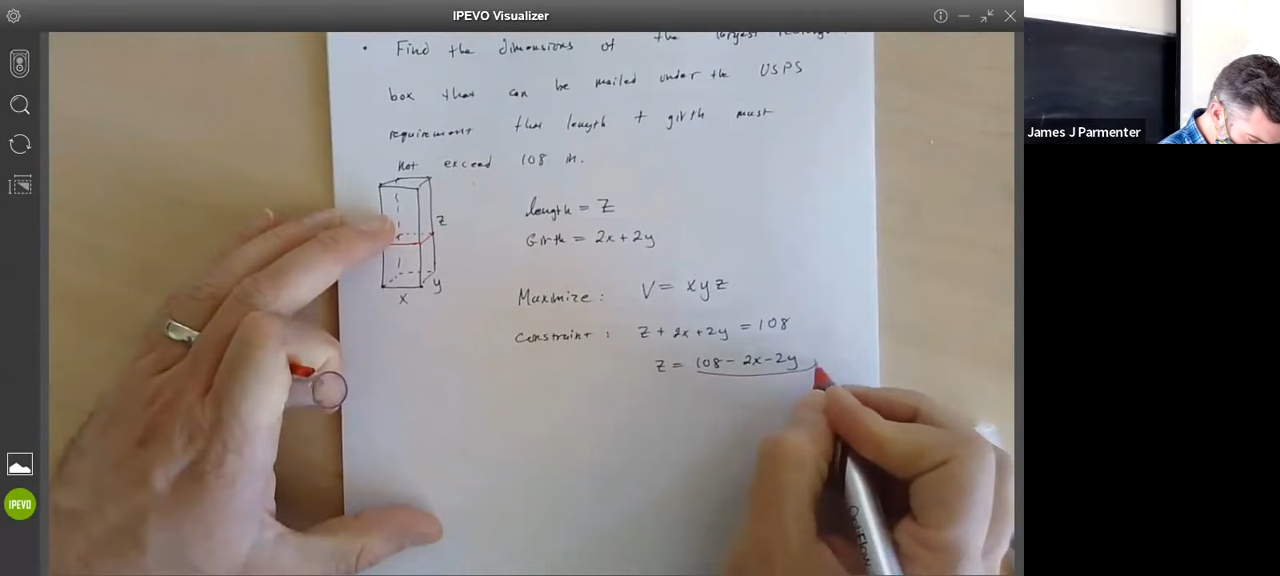 IPEVO Visualizer
• Find the dimensions of the largest
box that can be mailed under the USPS
requirement that length + girth must
not exceed 108 in.
z
y
x
length = z
Girth = 2x + 2y
Maximize: V = xyz
Constraint: z + 2x + 2y = 108
z = 108 - 2x - 2y
James J Parmenter
IPEVO